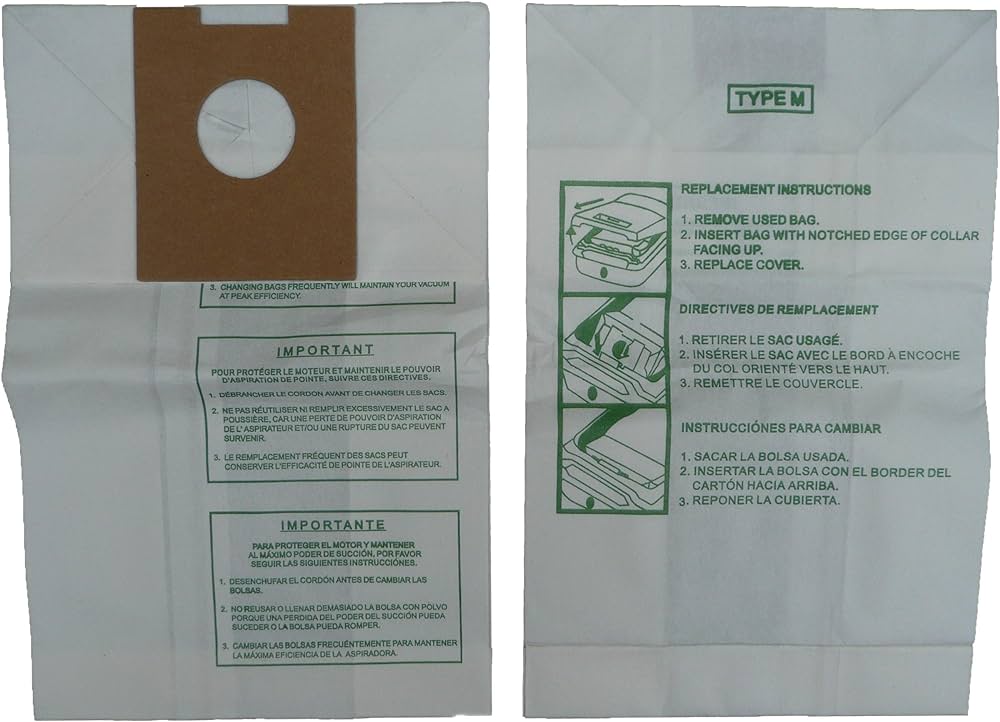 3. CHANGING BAGS FREQUENTLY WILL MAINTAIN YOUR VACUUM
AT PEAK EFFICIENCY.
IMPORTANT
POUR PROTÉGER LE MOTEUR ET MAINTENIR LE POUVOIR
D'ASPIRATION DE POINTE, SUIVRE CES DIRECTIVES.
1. DÉBRANCHER LE CORDON AVANT DE CHANGER LES SACS.
2. NE PAS RÉUTILISER NI REMPLIR EXCESSIVEMENT LE SAC A
POUSSIÈRE, CAR UNE PERTE DE POUVOIR D'ASPIRATION
DE L'ASPIRATEUR ET/OU UNE RUPTURE DU SAC PEUVENT
SURVENIR.
3. LE REMPLACEMENT FRÉQUENT DES SACS PEUT
CONSERVER L'EFFICACITÉ DE POINTE DE L'ASPIRATEUR.
IMPORTANTE
PARA PROTEGER EL MOTOR Y MANTENER
AL MÁXIMO PODER DE SUCCIÓN, POR FAVOR
SEGUIR LAS SIGUIENTES INSTRUCCIONES.
1. DESENCHUFAR EL CORDÓN ANTES DE CAMBIAR LAS
BOLSAS.
2. NO REUSAR O LLENAR DEMASIADO LA BOLSA CON POLVO
PORQUE UNA PERDIDA DEL PODER DEL SUCCIÓN PUEDA
SUCEDER O LA BOLSA PUEDA ROMPER.
3. CAMBIAR LAS BOLSAS FRECUÉNTEMENTE PARA MANTENER
LA MÁXIMA EFICIENCIA DE LA ASPIRADORA.
TYPE M
REPLACEMENT INSTRUCTIONS
1. REMOVE USED BAG.
2. INSERT BAG WITH NOTCHED EDGE OF COLLAR
FACING UP.
3. REPLACE COVER.
DIRECTIVES DE REMPLACEMENT
1. RETIRER LE SAC USAGÉ.
2. INSÉRER LE SAC AVEC LE BORD À ENCOCHE
DU COL ORIENTÉ VERS LE HAUT.
3. REMETTRE LE COUVERCLE.
INSTRUCCIÓNES PARA CAMBIAR
1. SACAR LA BOLSA USADA.
2. INSERTAR LA BOLSA CON EL BORDER DEL
CARTÓN HACIA ARRIBA.
3. REPONER LA CUBIERTA.